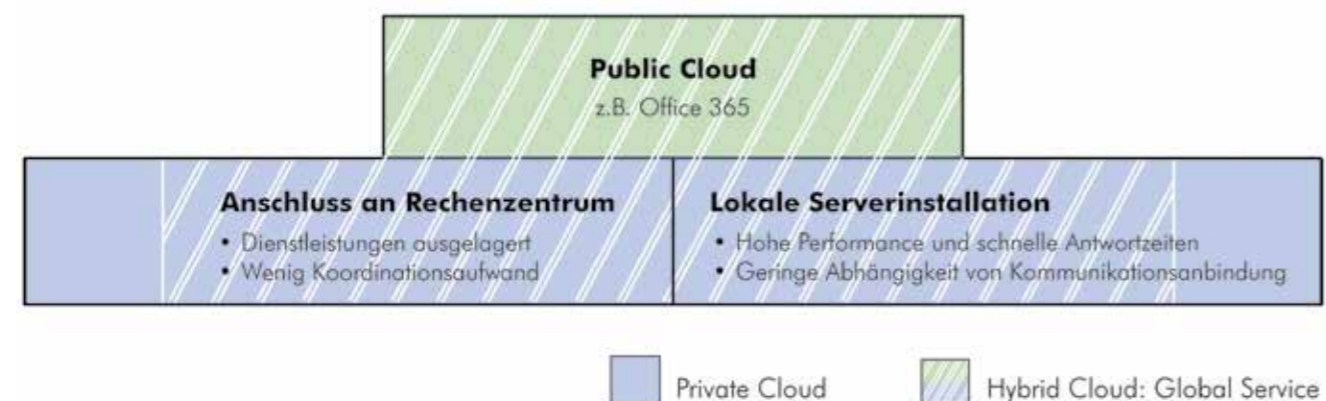 Public Cloud
z.B. Office 365
Anschluss an Rechenzentrum
• Dienstleistungen ausgelagert
• Wenig Koordinationsaufwand
Lokale Serverinstallation
• Hohe Performance und schnelle Antwortzeiten
• Geringe Abhängigkeit von Kommunikationsanbindung
Private Cloud
Hybrid Cloud: Global Service